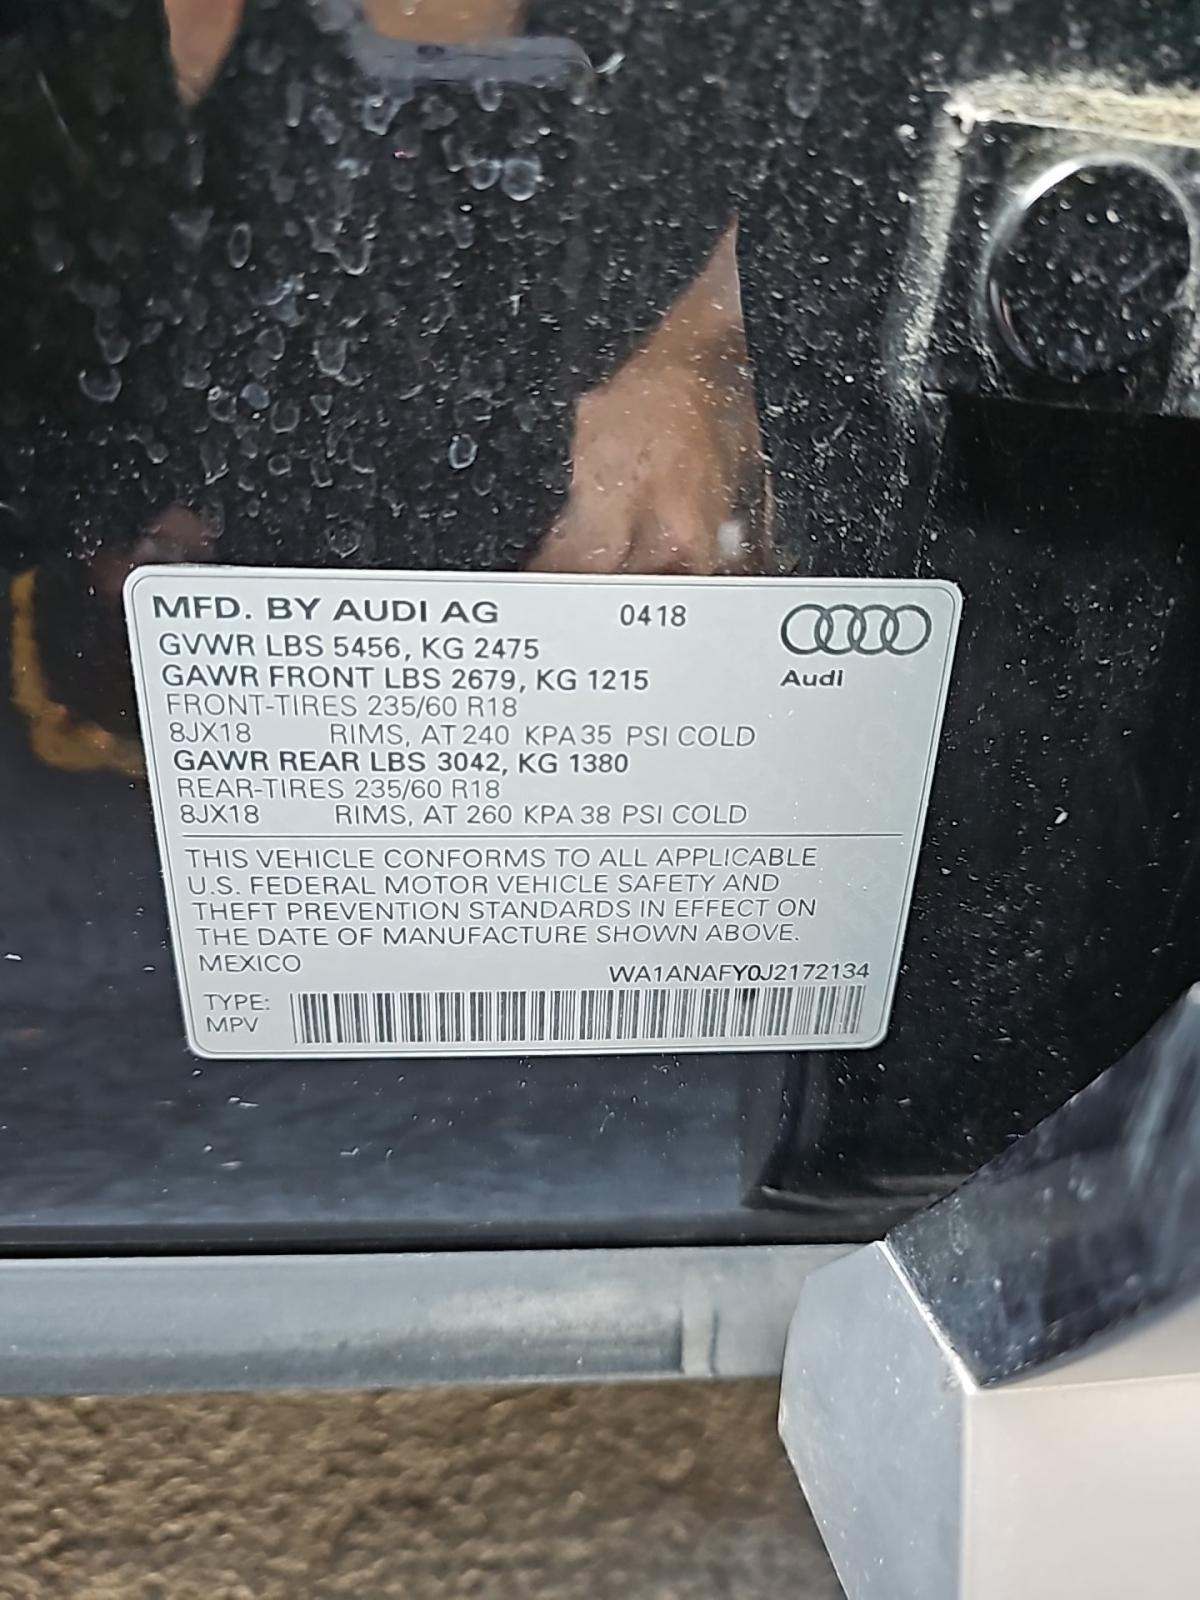 MFD. BY AUDI AG 0418
GVWR LBS 5456, KG 2475
GAWR FRONT LBS 2679, KG 1215
Audi
FRONT-TIRES 235/60 R18
8JX18 RIMS, AT 240 KPA 35 PSI COLD
GAWR REAR LBS 3042, KG 1380
REAR-TIRES 235/60 R18
8JX18 RIMS, AT 260 KPA 38 PSI COLD
THIS VEHICLE CONFORMS TO ALL APPLICABLE
U.S. FEDERAL MOTOR VEHICLE SAFETY AND
THEFT PREVENTION STANDARDS IN EFFECT ON
THE DATE OF MANUFACTURE SHOWN ABOVE.
MEXICO WA1ANAFY0J2172134
TYPE:
MPV